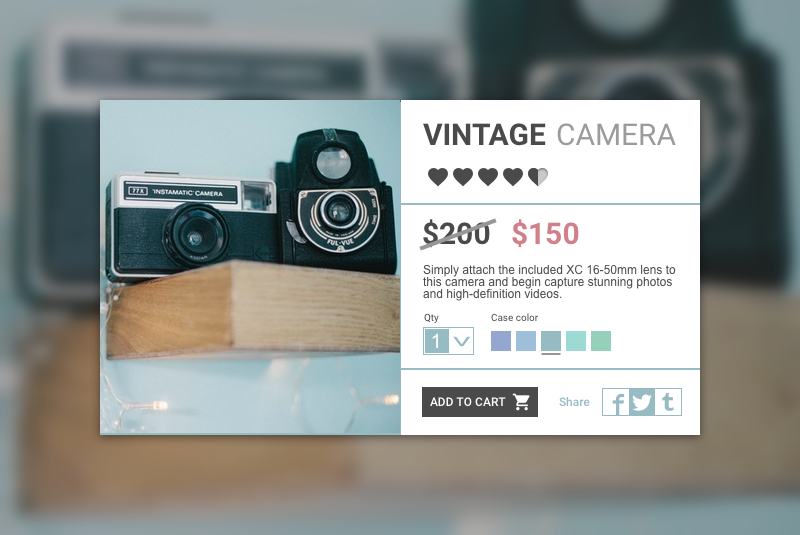 VINTAGE CAMERA
$200 $150
Simply attach the included XC 16-50mm lens to
this camera and begin capture stunning photos
and high-definition videos.
Qty Case color
1
ADD TO CART Share f t
77X 'INSTAMATIC' CAMERA
FUL-VUE